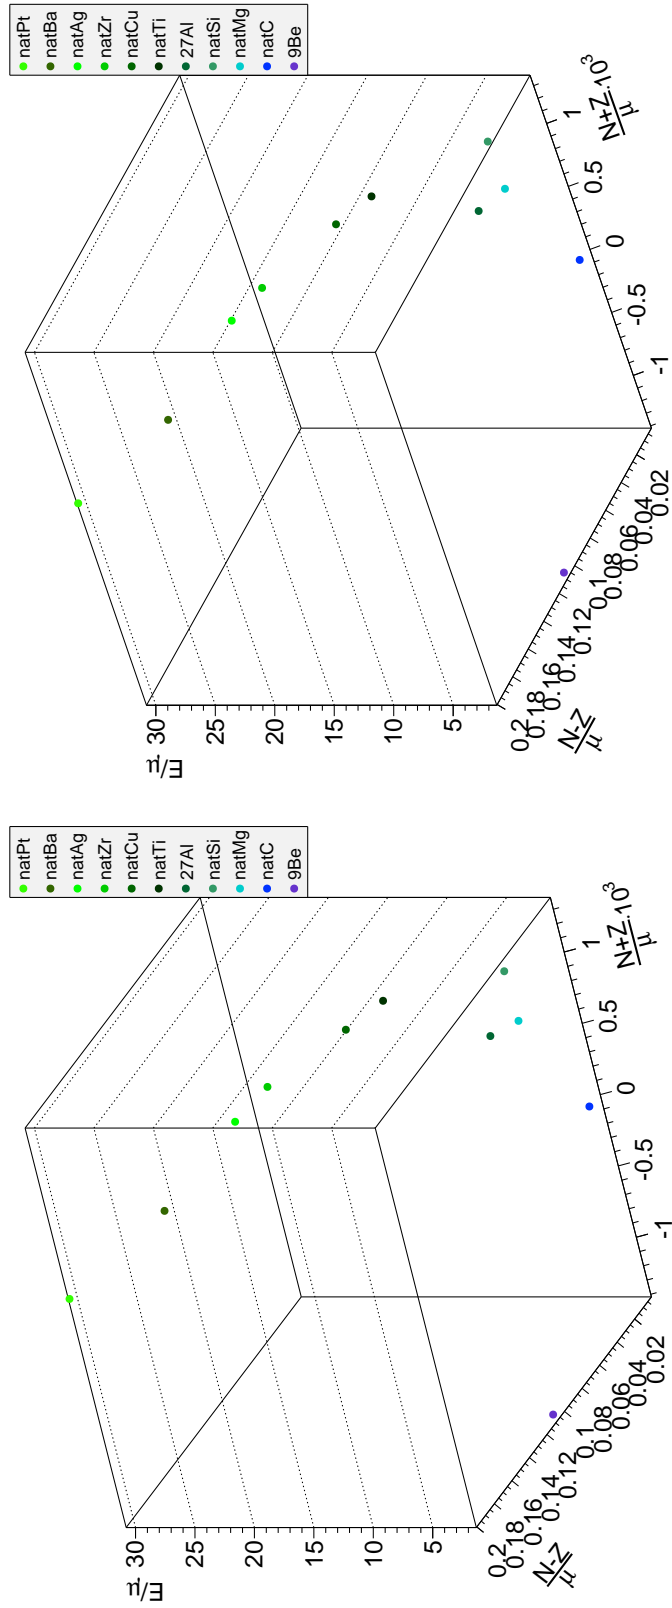 natPt
natBa
natAg
natZr
natCu
natTi
27Al
natSi
natMg
natC
9Be
E/μ
30
25
20
15
10
5
0.2
0.18
0.16
0.14
0.12
0.1
0.08
0.06
0.04
0.02
N-Z
μ
-1
-0.5
0
0.5
1
N+Z.10³
μ
natPt
natBa
natAg
natZr
natCu
natTi
27Al
natSi
natMg
natC
9Be
E/μ
30
25
20
15
10
5
0.2
0.18
0.16
0.14
0.12
0.1
0.08
0.06
0.04
0.02
N-Z
μ
-1
-0.5
0
0.5
1
N+Z.10³
μ